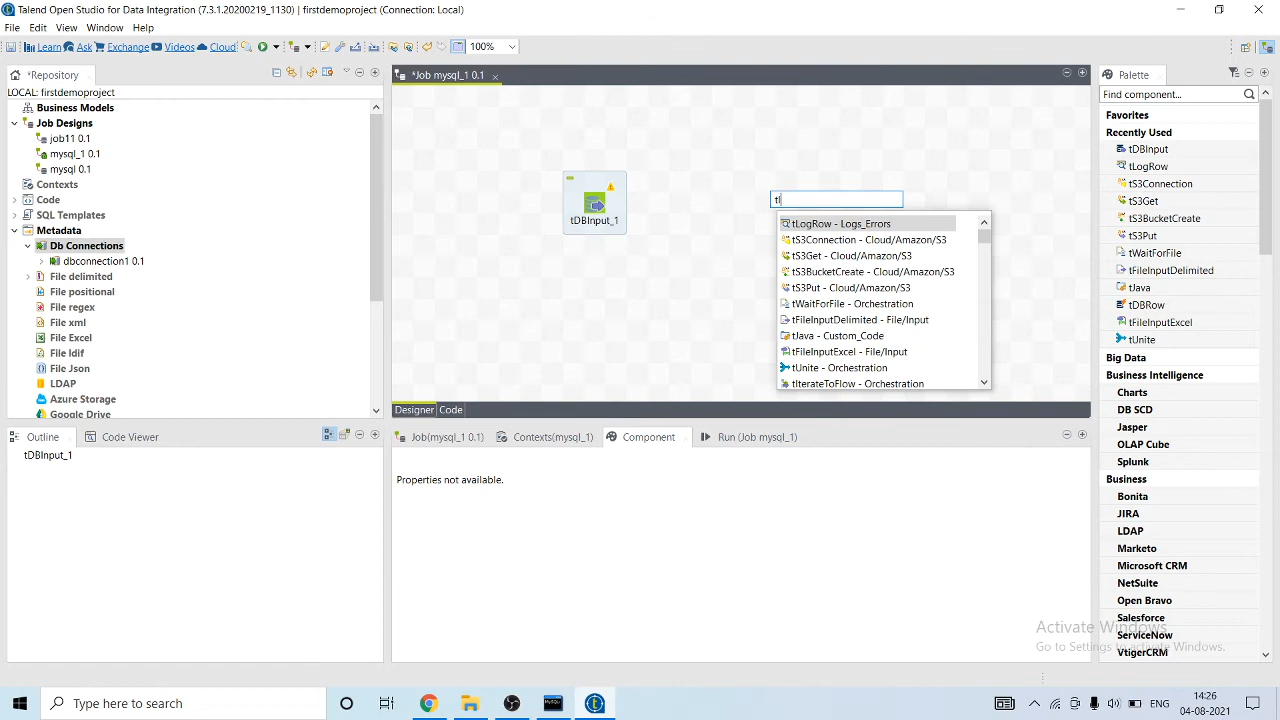 Talend Open Studio for Data Integration (7.3.1.20200219_1130) | firstdemoproject (Connection: Local)
File Edit View Window Help
Learn Ask Exchange Videos Cloud 100%
*Repository
LOCAL: firstdemoproject
Business Models
Job Designs
job11 0.1
mysql_1 0.1
mysql 0.1
Contexts
Code
SQL Templates
Metadata
Db Connections
dbconnection1 0.1
File delimited
File positional
File regex
File xml
File Excel
File ldif
File Json
LDAP
Azure Storage
Google Drive
Outline Code Viewer
tDBInput_1
*Job mysql_1 0.1
tDBInput_1
tl
tLogRow - Logs_Errors
tS3Connection - Cloud/Amazon/S3
tS3Get - Cloud/Amazon/S3
tS3BucketCreate - Cloud/Amazon/S3
tS3Put - Cloud/Amazon/S3
tWaitForFile - Orchestration
tFileInputDelimited - File/Input
tJava - Custom_Code
tFileInputExcel - File/Input
tUnite - Orchestration
tIterateToFlow - Orchestration
Designer Code
Job(mysql_1 0.1) Contexts(mysql_1) Component Run (Job mysql_1)
Properties not available.
Palette
Find component...
Favorites
Recently Used
tDBInput
tLogRow
tS3Connection
tS3Get
tS3BucketCreate
tS3Put
tWaitForFile
tFileInputDelimited
tJava
tDBRow
tFileInputExcel
tUnite
Big Data
Business Intelligence
Charts
DB SCD
Jasper
OLAP Cube
Splunk
Business
Bonita
JIRA
LDAP
Marketo
Microsoft CRM
NetSuite
Open Bravo
Salesforce
ServiceNow
VtigerCRM
Activate Windows
Go to Settings to activate Windows.
Type here to search
ENG
14:26
04-08-2021